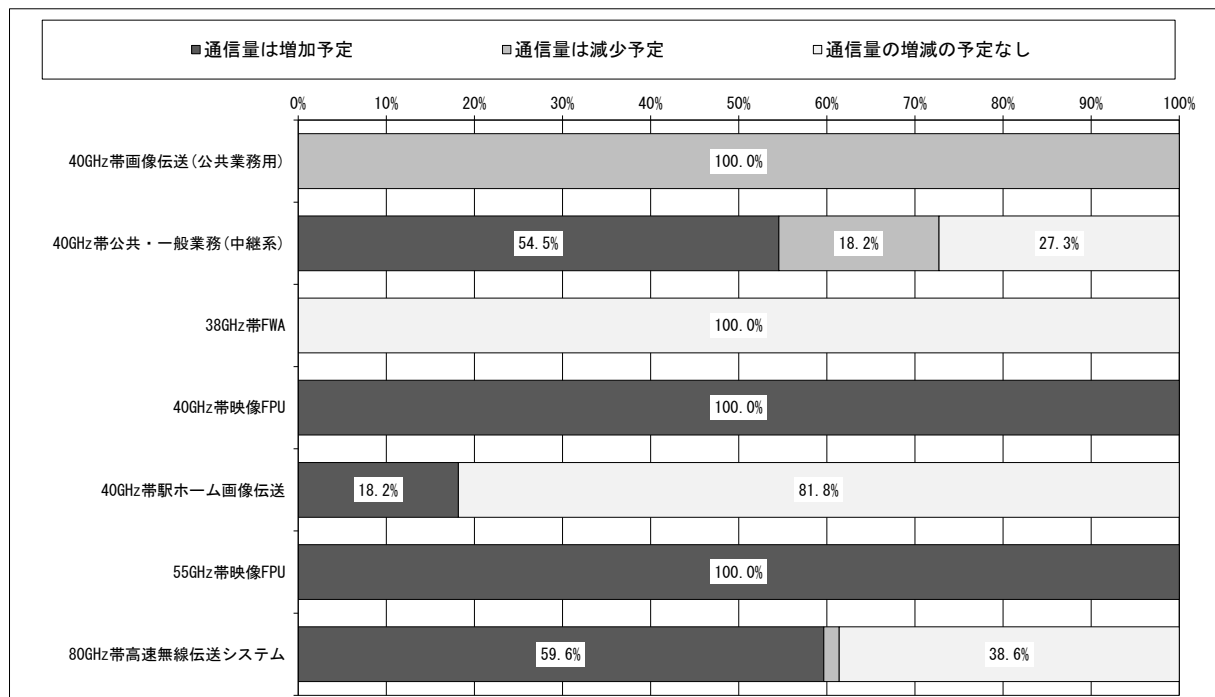 ■通信量は増加予定 ■通信量は減少予定 □通信量の増減の予定なし
0% 10% 20% 30% 40% 50% 60% 70% 80% 90% 100%
40GHz帯画像伝送(公共業務用) 100.0%
40GHz帯公共・一般業務(中継系) 54.5% 18.2% 27.3%
38GHz帯FWA 100.0%
40GHz帯映像FPU 100.0%
40GHz帯駅ホーム画像伝送 18.2% 81.8%
55GHz帯映像FPU 100.0%
80GHz帯高速無線伝送システム 59.6% 38.6%